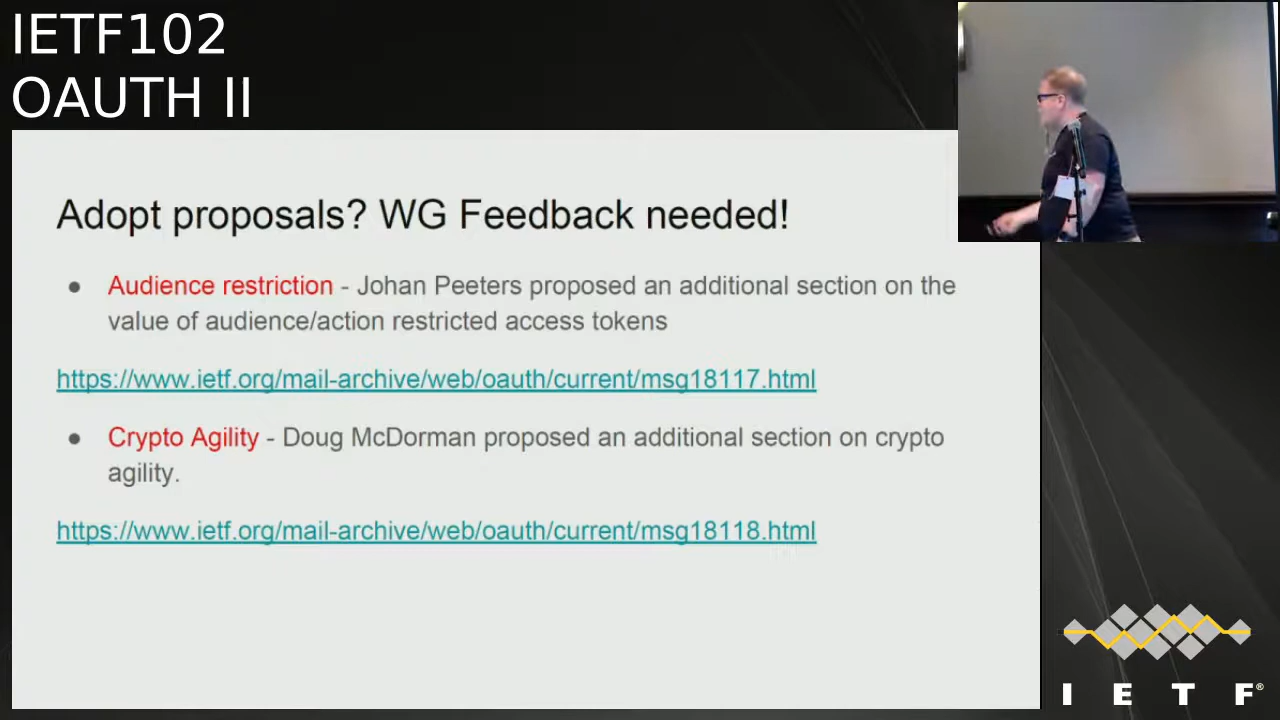 IETF102
OAUTH II
Adopt proposals? WG Feedback needed!
● Audience restriction - Johan Peeters proposed an additional section on the
value of audience/action restricted access tokens
https://www.ietf.org/mail-archive/web/oauth/current/msg18117.html
● Crypto Agility - Doug McDorman proposed an additional section on crypto
agility.
https://www.ietf.org/mail-archive/web/oauth/current/msg18118.html
I E T F®